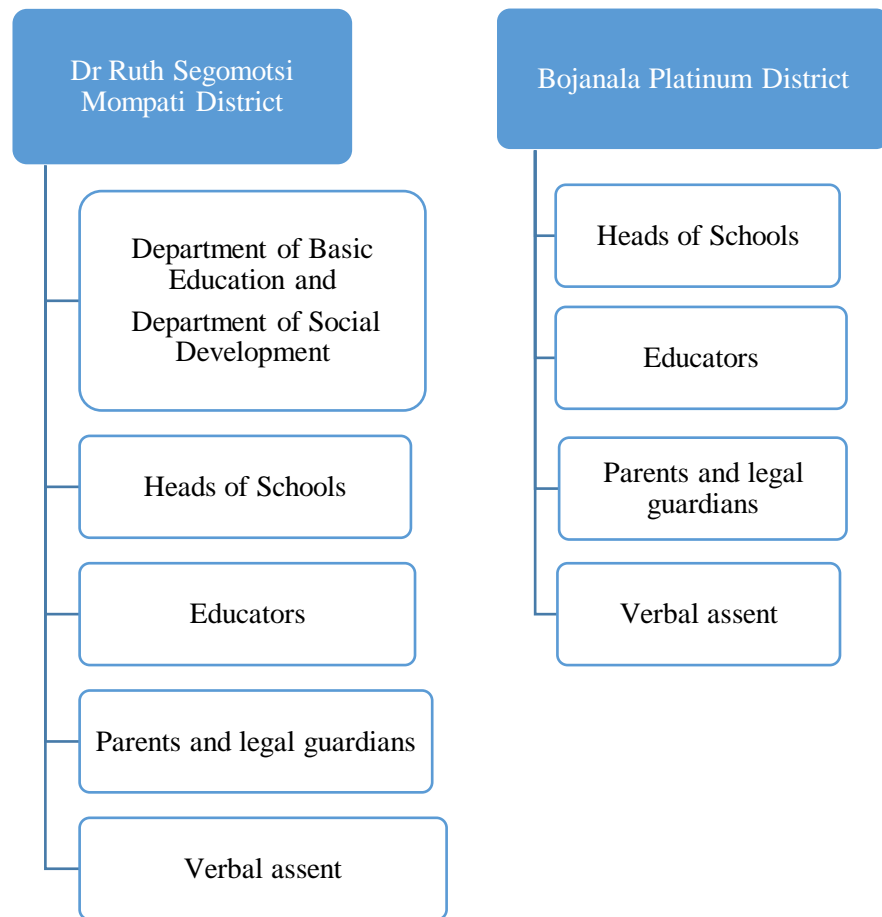 Dr Ruth Segomotsi
Mompati District
Department of Basic
Education and
Department of Social
Development
Heads of Schools
Educators
Parents and legal guardians
Verbal assent
Bojanala Platinum District
Heads of Schools
Educators
Parents and legal
guardians
Verbal assent